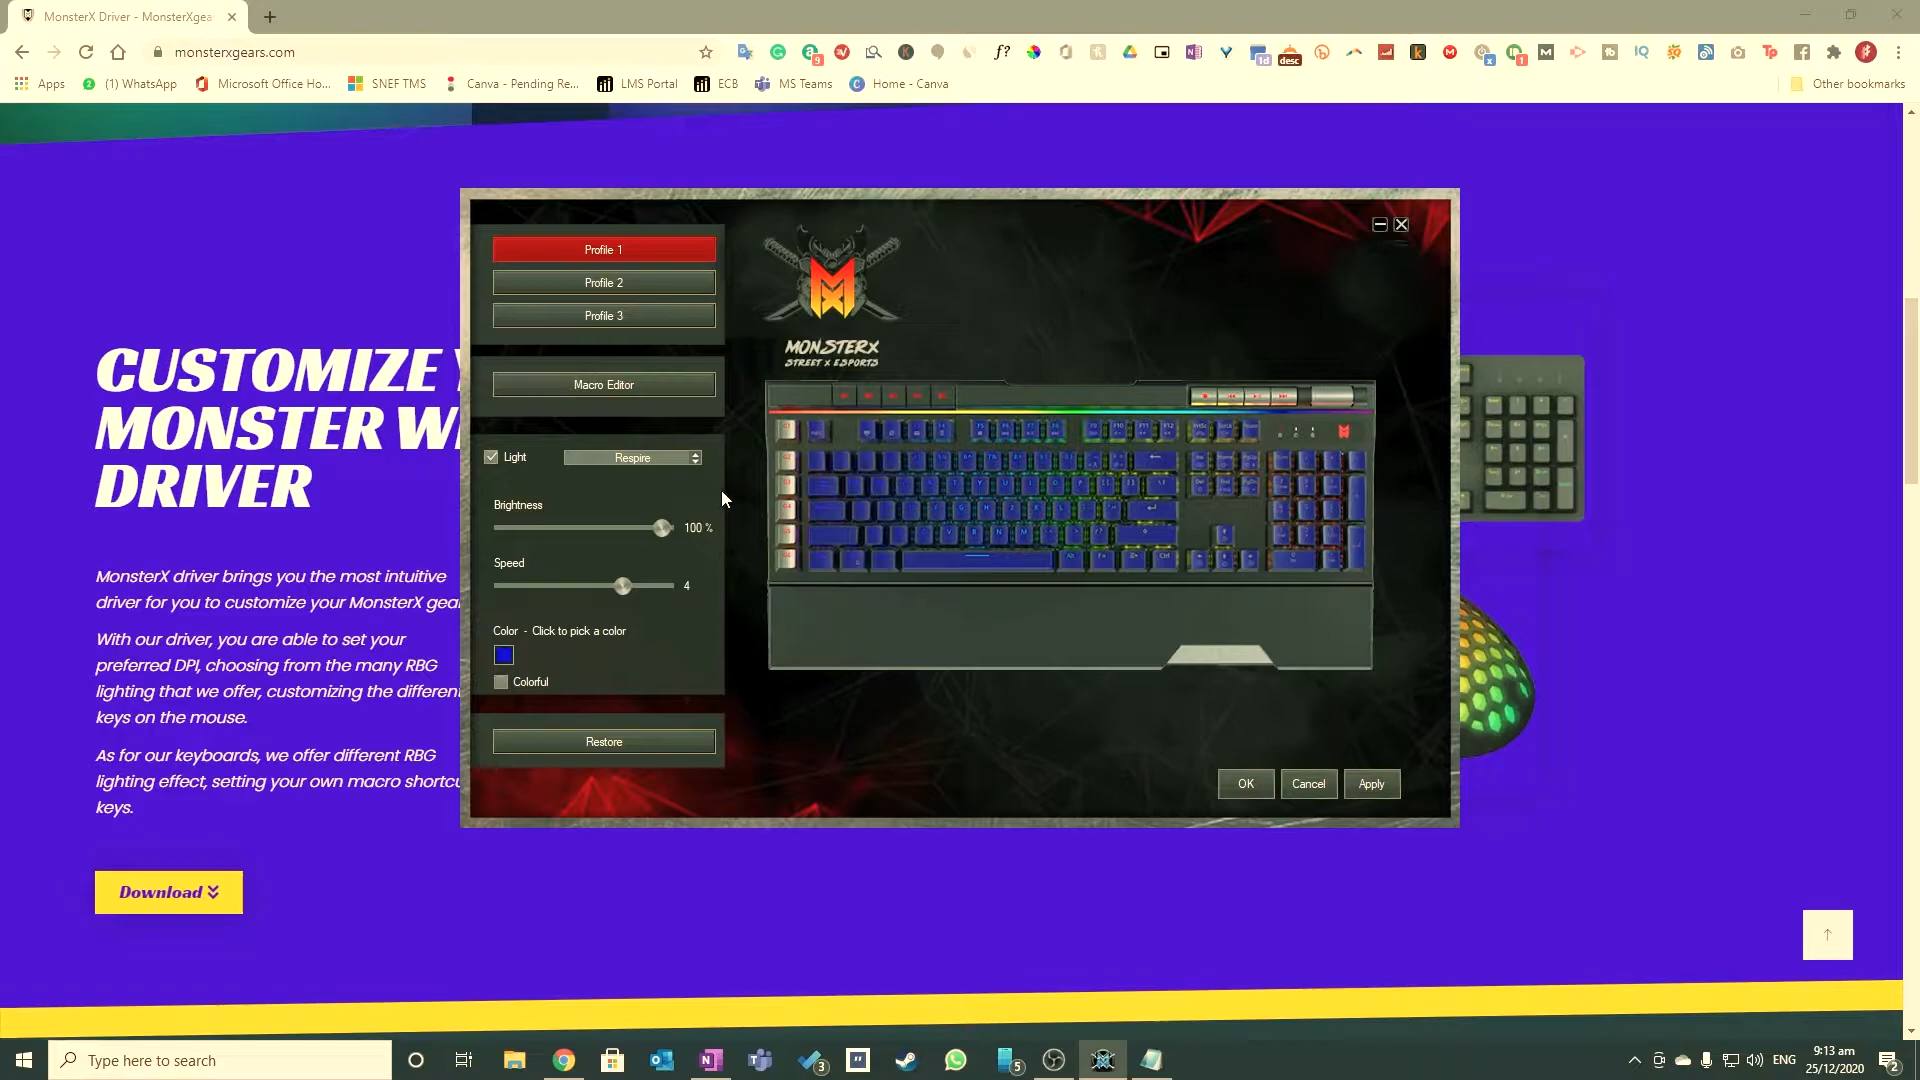 MonsterX Driver - MonsterXgea
monsterxgears.com
Apps
(1) WhatsApp
Microsoft Office Ho...
SNEF TMS
Canva - Pending Re...
LMS Portal
ECB
MS Teams
Home - Canva
Other bookmarks
CUSTOMIZE Y
MONSTER WI
DRIVER
MonsterX driver brings you the most intuitive
driver for you to customize your MonsterX gea
With our driver, you are able to set your
preferred DPI, choosing from the many RBG
lighting that we offer, customizing the different
keys on the mouse.
As for our keyboards, we offer different RBG
lighting effect, setting your own macro shortcu
keys.
Download
Profile 1
Profile 2
Profile 3
Macro Editor
Light
Respire
Brightness
100 %
Speed
4
Color - Click to pick a color
Colorful
Restore
MONSTERX
STREET X ESPORTS
OK
Cancel
Apply
Type here to search
ENG
9:13 am
25/12/2020